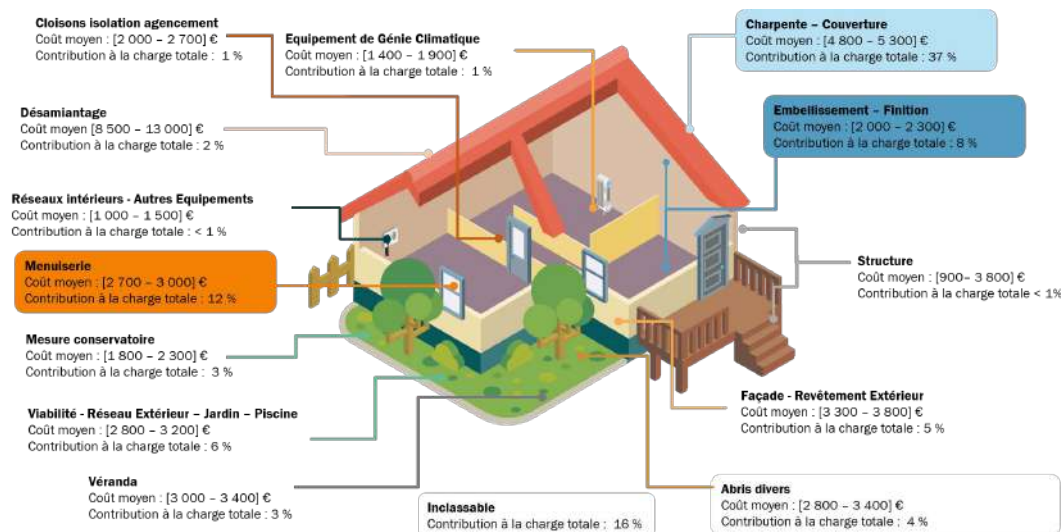 Cloisons isolation agencement
Coût moyen : [2 000 – 2 700] €
Contribution à la charge totale : 1 %
Equipement de Génie Climatique
Coût moyen : [1 400 – 1 900] €
Contribution à la charge totale : 1 %
Charpente – Couverture
Coût moyen : [4 800 – 5 300] €
Contribution à la charge totale : 37 %
Désamiantage
Coût moyen [8 500 – 13 000] €
Contribution à la charge totale : 2 %
Embellissement – Finition
Coût moyen : [2 000 – 2 300] €
Contribution à la charge totale : 8 %
Réseaux intérieurs - Autres Equipements
Coût moyen : [1 000 – 1 500] €
Contribution à la charge totale : < 1 %
Menuiserie
Coût moyen : [2 700 – 3 000] €
Contribution à la charge totale : 12 %
Structure
Coût moyen : [900– 3 800] €
Contribution à la charge totale < 1%
Mesure conservatoire
Coût moyen : [1 800 – 2 300] €
Contribution à la charge totale : 3 %
Façade - Revêtement Extérieur
Coût moyen : [3 300 – 3 800] €
Contribution à la charge totale : 5 %
Viabilité - Réseau Extérieur – Jardin – Piscine
Coût moyen : [2 800 – 3 200] €
Contribution à la charge totale : 6 %
Véranda
Coût moyen : [3 000 – 3 400] €
Contribution à la charge totale : 3 %
Inclassable
Contribution à la charge totale : 16 %
Abris divers
Coût moyen : [2 800 – 3 400] €
Contribution à la charge totale : 4 %